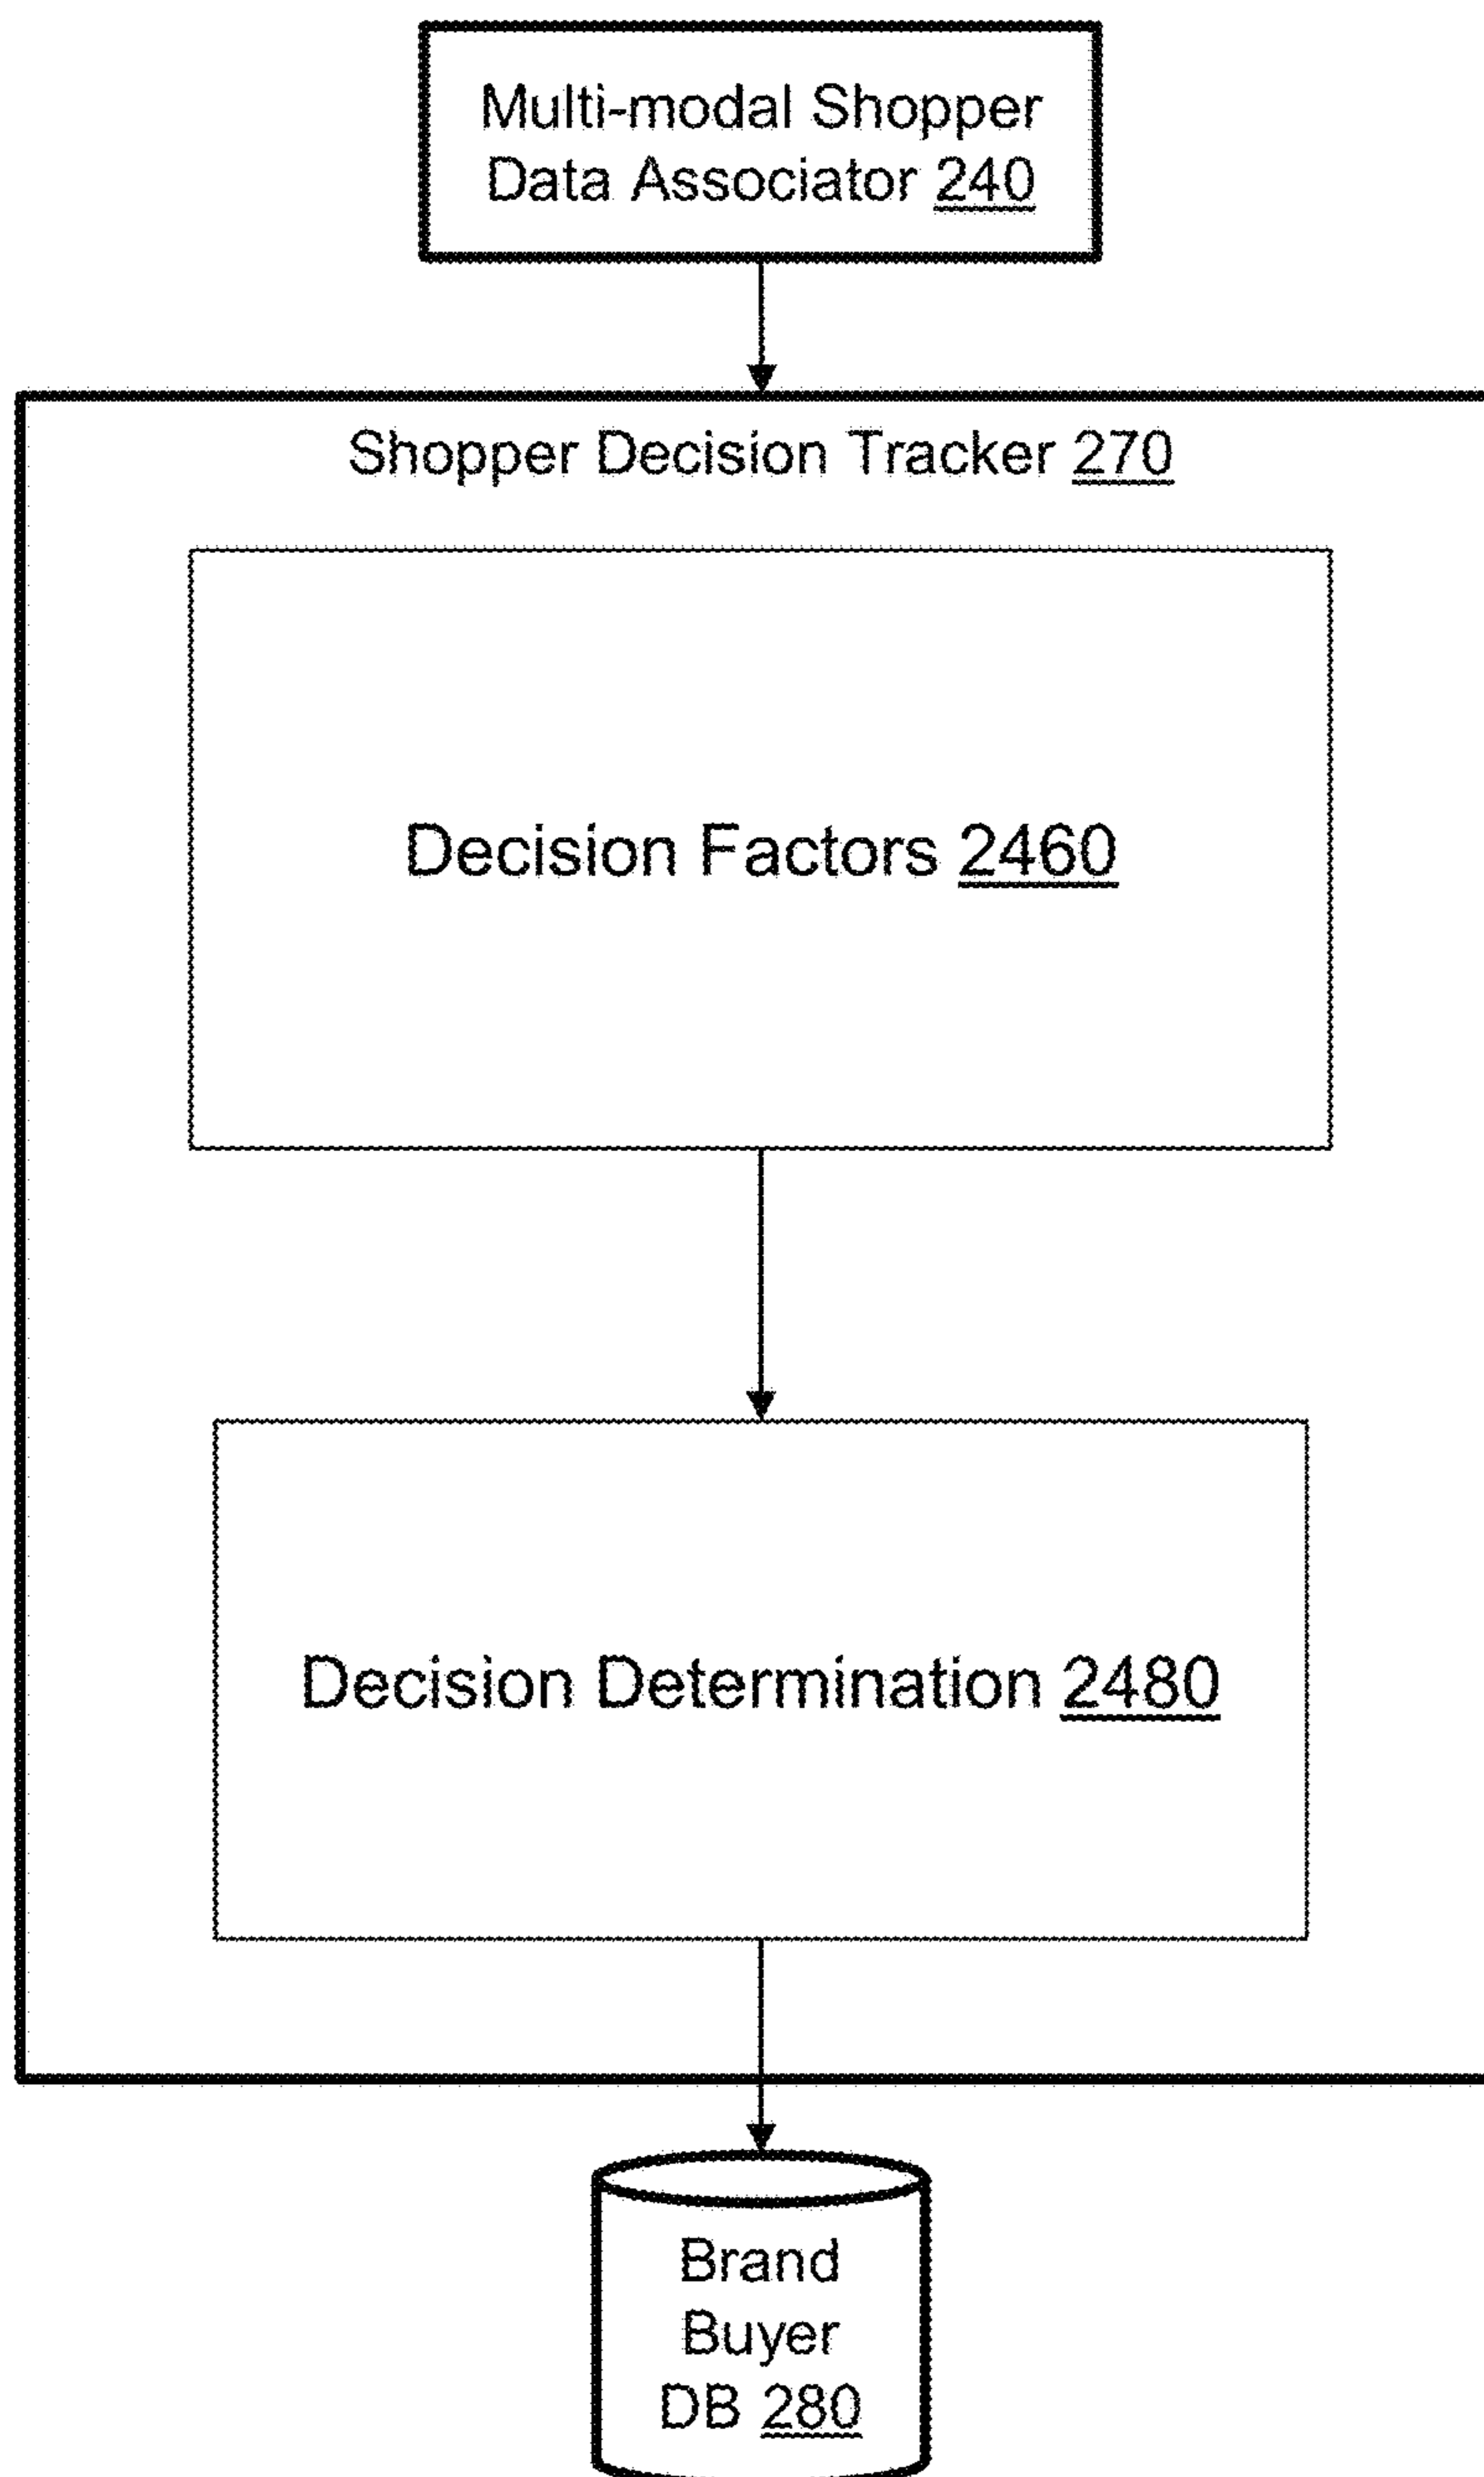 Multi-modal Shopper
Data Associator 240
Shopper Decision Tracker 270
Decision Factors 2460
Decision Determination 2480
Brand
Buyer
DB 280